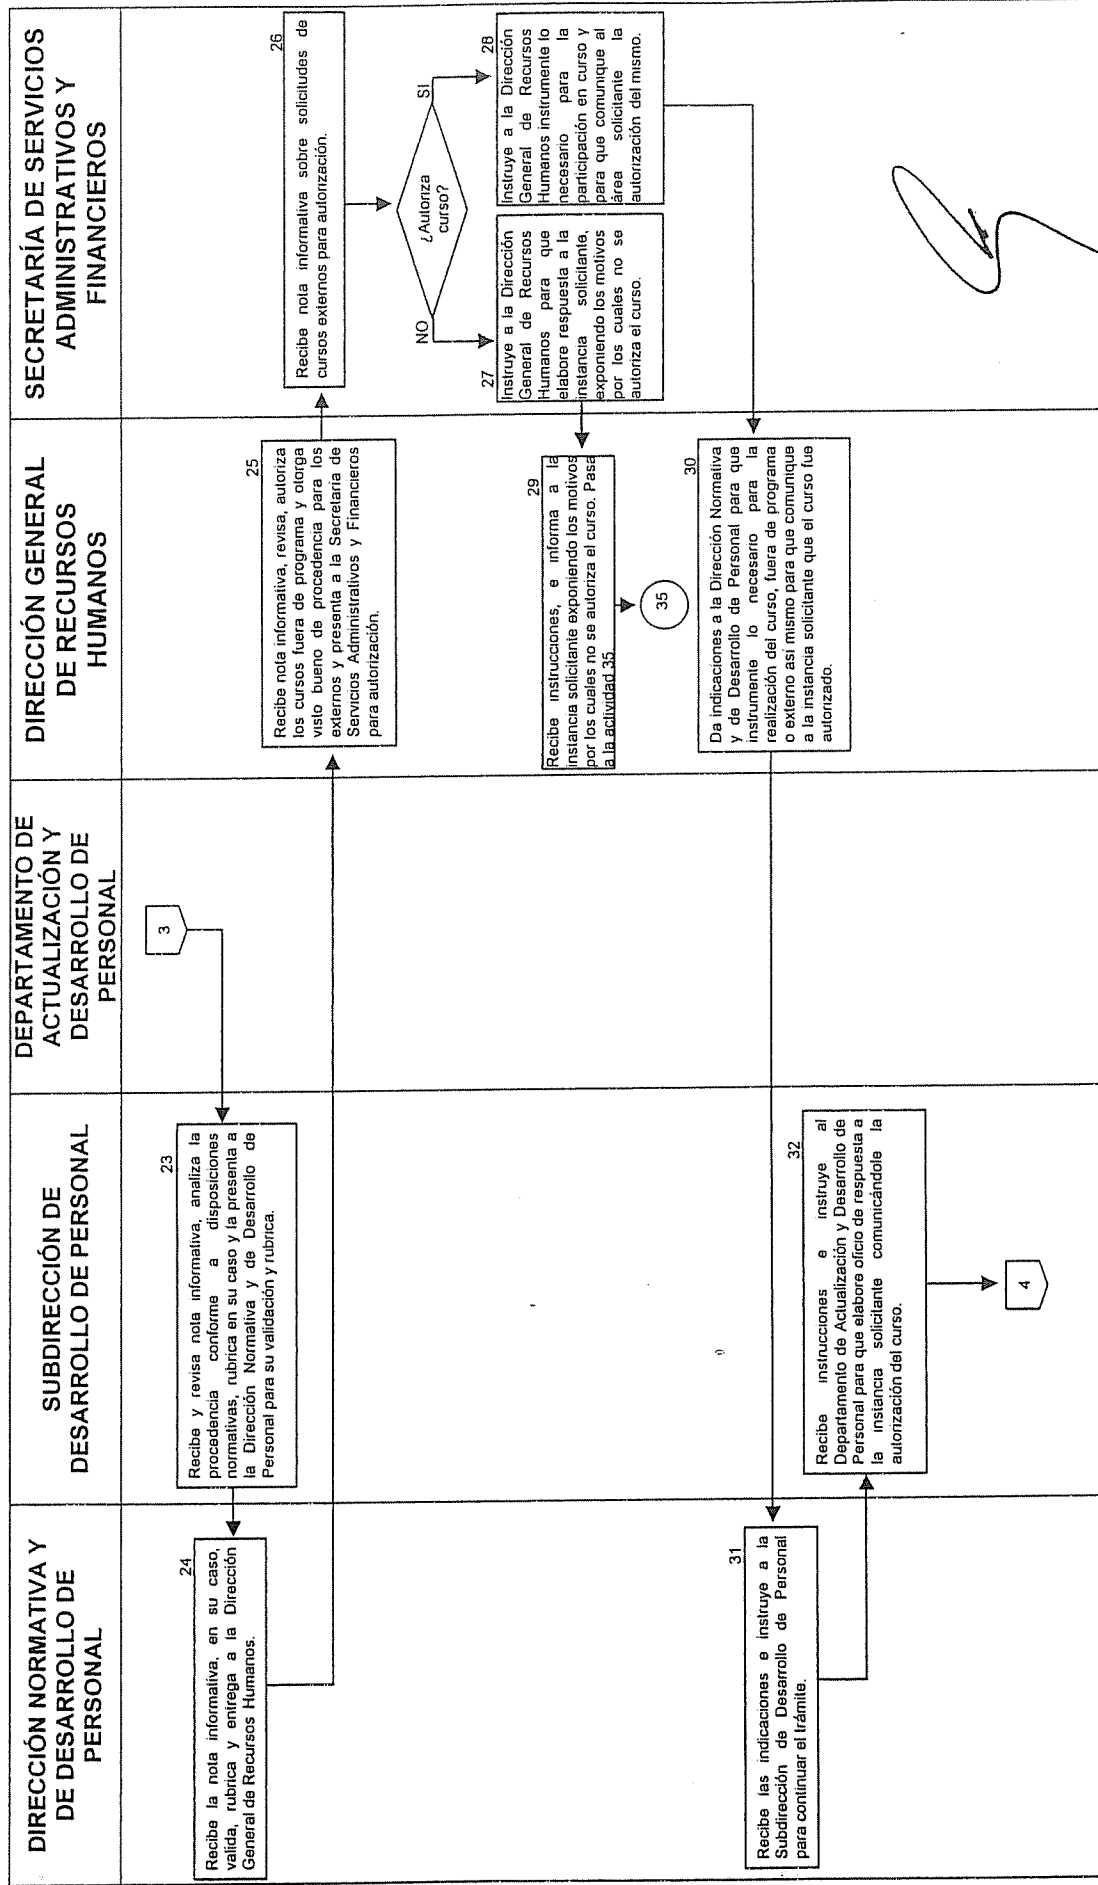 DIRECCIÓN NORMATIVA Y
DE DESARROLLO DE
PERSONAL
SUBDIRECCIÓN DE
DESARROLLO DE PERSONAL
DEPARTAMENTO DE
ACTUALIZACIÓN Y
DESARROLLO DE
PERSONAL
DIRECCIÓN GENERAL
DE RECURSOS
HUMANOS
SECRETARÍA DE SERVICIOS
ADMINISTRATIVOS Y
FINANCIEROS
3
23
Recibe y revisa nota informativa, analiza la
procedencia conforme a disposiciones
normativas, rubrica en su caso y la presenta a
la Dirección Normativa y de Desarrollo de
Personal para su validación y rubrica.
24
Recibe la nota informativa, en su caso,
valida, rubrica y entrega a la Dirección
General de Recursos Humanos.
25
Recibe nota informativa, revisa, autoriza
los cursos fuera de programa y otorga
visto bueno de procedencia para los
externos y presenta a la Secretaría de
Servicios Administrativos y Financieros
para autorización.
26
Recibe nota informativa sobre solicitudes de
cursos externos para autorización.
¿Autoriza
curso?
NO
SI
27
Instruye a la Dirección
General de Recursos
Humanos para que
elabore respuesta a la
instancia solicitante,
exponiendo los motivos
por los cuales no se
autoriza el curso.
28
Instruye a la Dirección
General de Recursos
Humanos instrumente lo
necesario para la
participación en curso y
para que comunique al
área solicitante la
autorización del mismo.
29
Recibe instrucciones, e informa a la
instancia solicitante exponiendo los motivos
por los cuales no se autoriza el curso. Pasa
a la actividad 35
35
30
Da indicaciones a la Dirección Normativa
y de Desarrollo de Personal para que
instrumente lo necesario para la
realización del curso, fuera de programa
o externo así mismo para que comunique
a la instancia solicitante que el curso fue
autorizado.
31
Recibe las indicaciones e instruye a la
Subdirección de Desarrollo de Personal
para continuar el trámite.
32
Recibe instrucciones e instruye al
Departamento de Actualización y Desarrollo de
Personal para que elabore oficio de respuesta a
la instancia solicitante comunicándole la
autorización del curso.
4